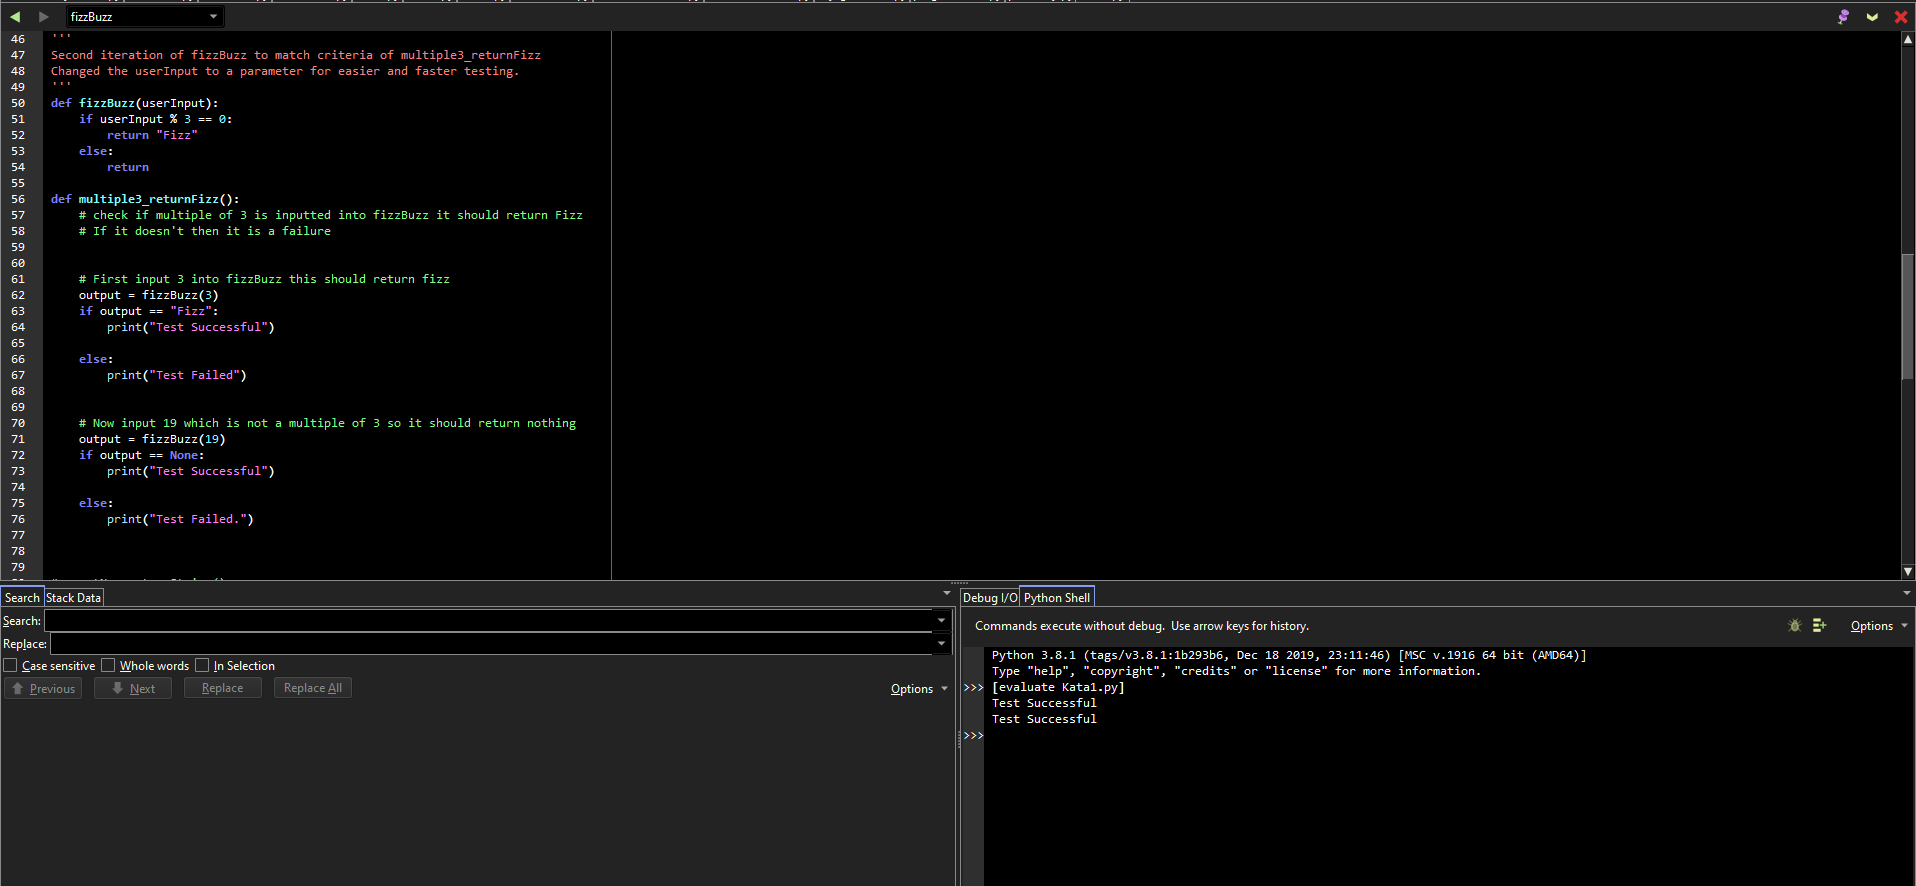 fizzBuzz
46 '''
47 Second iteration of fizzBuzz to match criteria of multiple3_returnFizz
48 Changed the userInput to a parameter for easier and faster testing.
49 '''
50 def fizzBuzz(userInput):
51 if userInput % 3 == 0:
52 return "Fizz"
53 else:
54 return
55
56 def multiple3_returnFizz():
57 # check if multiple of 3 is inputted into fizzBuzz it should return Fizz
58 # If it doesn't then it is a failure
59
60
61 # First input 3 into fizzBuzz this should return fizz
62 output = fizzBuzz(3)
63 if output == "Fizz":
64 print("Test Successful")
65
66 else:
67 print("Test Failed")
68
69
70 # Now input 19 which is not a multiple of 3 so it should return nothing
71 output = fizzBuzz(19)
72 if output == None:
73 print("Test Successful")
74
75 else:
76 print("Test Failed.")
77
78
79
Search Stack Data
Search:
Replace:
Case sensitive Whole words In Selection
Previous Next Replace Replace All Options
Debug I/O Python Shell
Commands execute without debug. Use arrow keys for history. Options
Python 3.8.1 (tags/v3.8.1:1b293b6, Dec 18 2019, 23:11:46) [MSC v.1916 64 bit (AMD64)]
Type "help", "copyright", "credits" or "license" for more information.
>>> [evaluate Kata1.py]
Test Successful
Test Successful
>>>